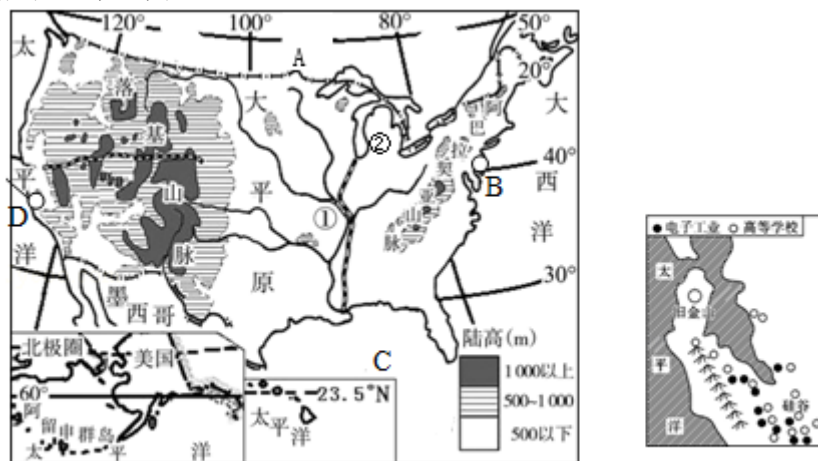 120° 100° 80° 50°
太 A 20° 大
落 大 阿
基 ② 巴
拉 40°
平 契 西
山 平 亚 B
D ① 山 洋
洋 脉 脉
墨西哥 原 30°
陆高(m)
北极圈 美国 C 1 000以上
60° 23.5°N 500~1 000
阿留申群岛 太平洋 500以下
太平洋
●电子工业 ○高等学校
太
旧金山
平
硅谷
洋